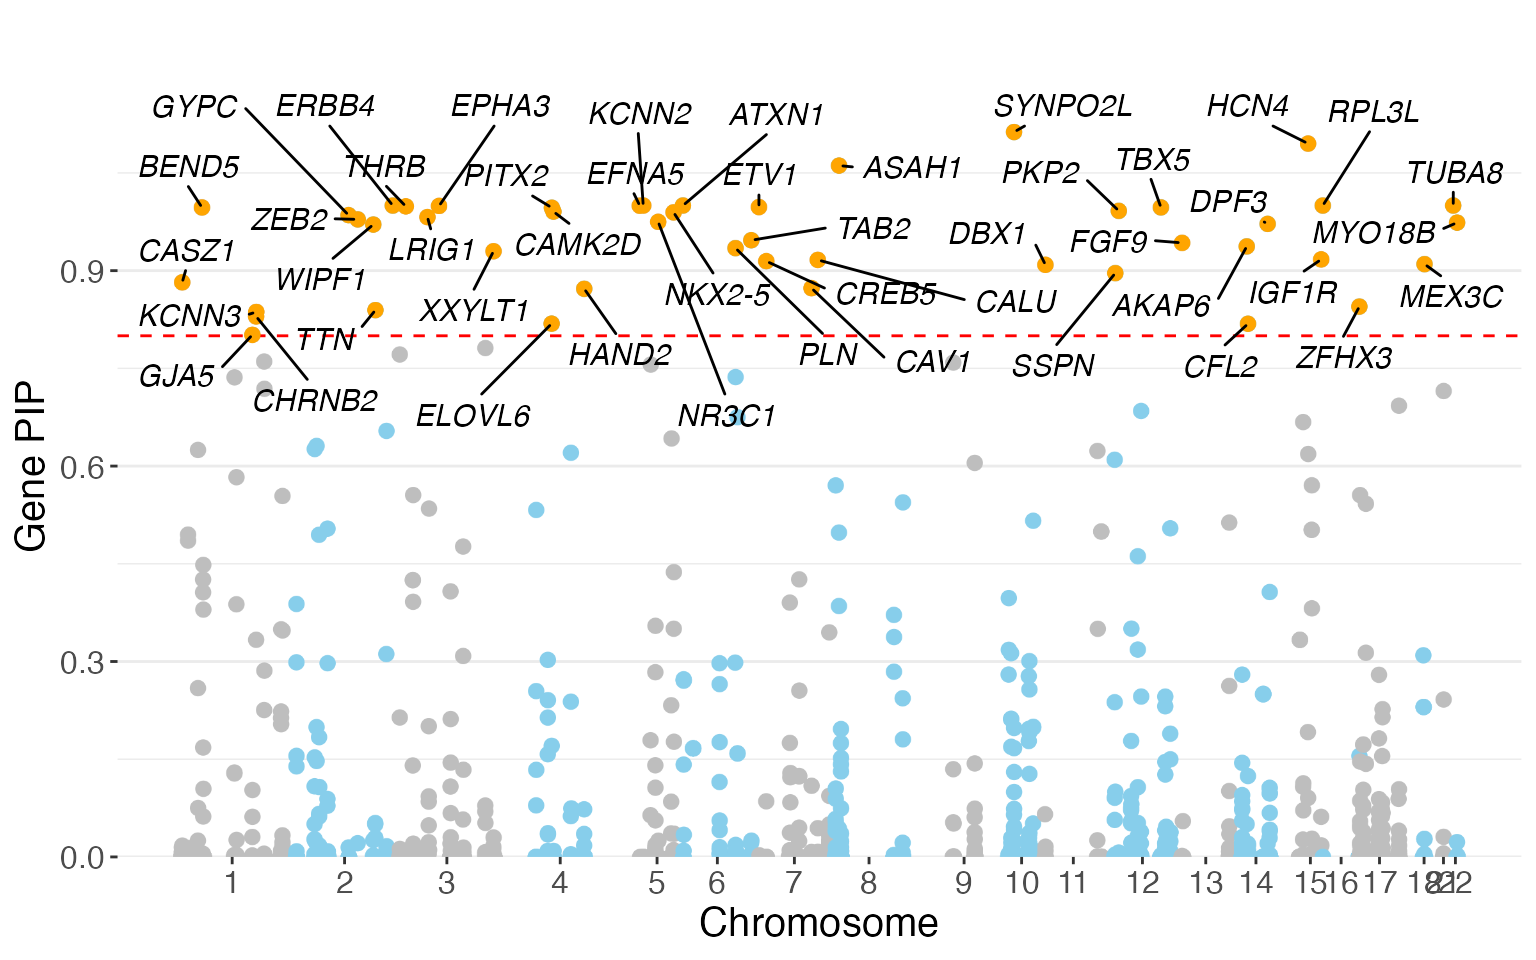 GYPC ERBB4 EPHA3 KCNN2 ATXN1 SYNPO2L HCN4 RPL3L
BEND5 THRB PITX2 EFNA5 ETV1 ASAH1 PKP2 TBX5 TUBA8
ZEB2 DPF3
CASZ1 LRIG1 CAMK2D TAB2 DBX1 FGF9 MYO18B
WIPF1 NKX2-5 CREB5 CALU AKAP6 IGF1R MEX3C
KCNN3 XXYLT1
TTN HAND2 PLN CAV1 SSPN CFL2 ZFHX3
GJA5
CHRNB2 ELOVL6 NR3C1
Gene PIP
0.9
0.6
0.3
0.0
1 2 3 4 5 6 7 8 9 10 11 12 13 14 15 16 17 18 22
Chromosome